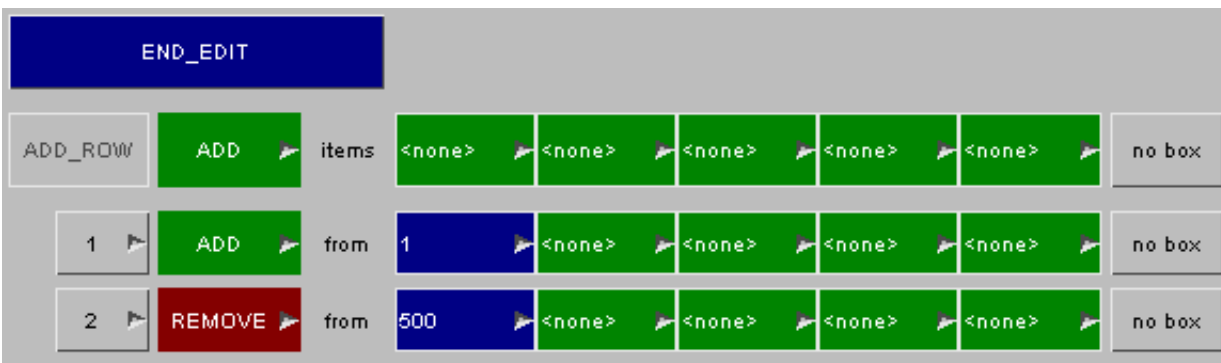 END_EDIT
ADD_ROW ADD items <none> <none> <none> <none> <none> no box
1 ADD from 1 <none> <none> <none> <none> no box
2 REMOVE from 500 <none> <none> <none> <none> no box